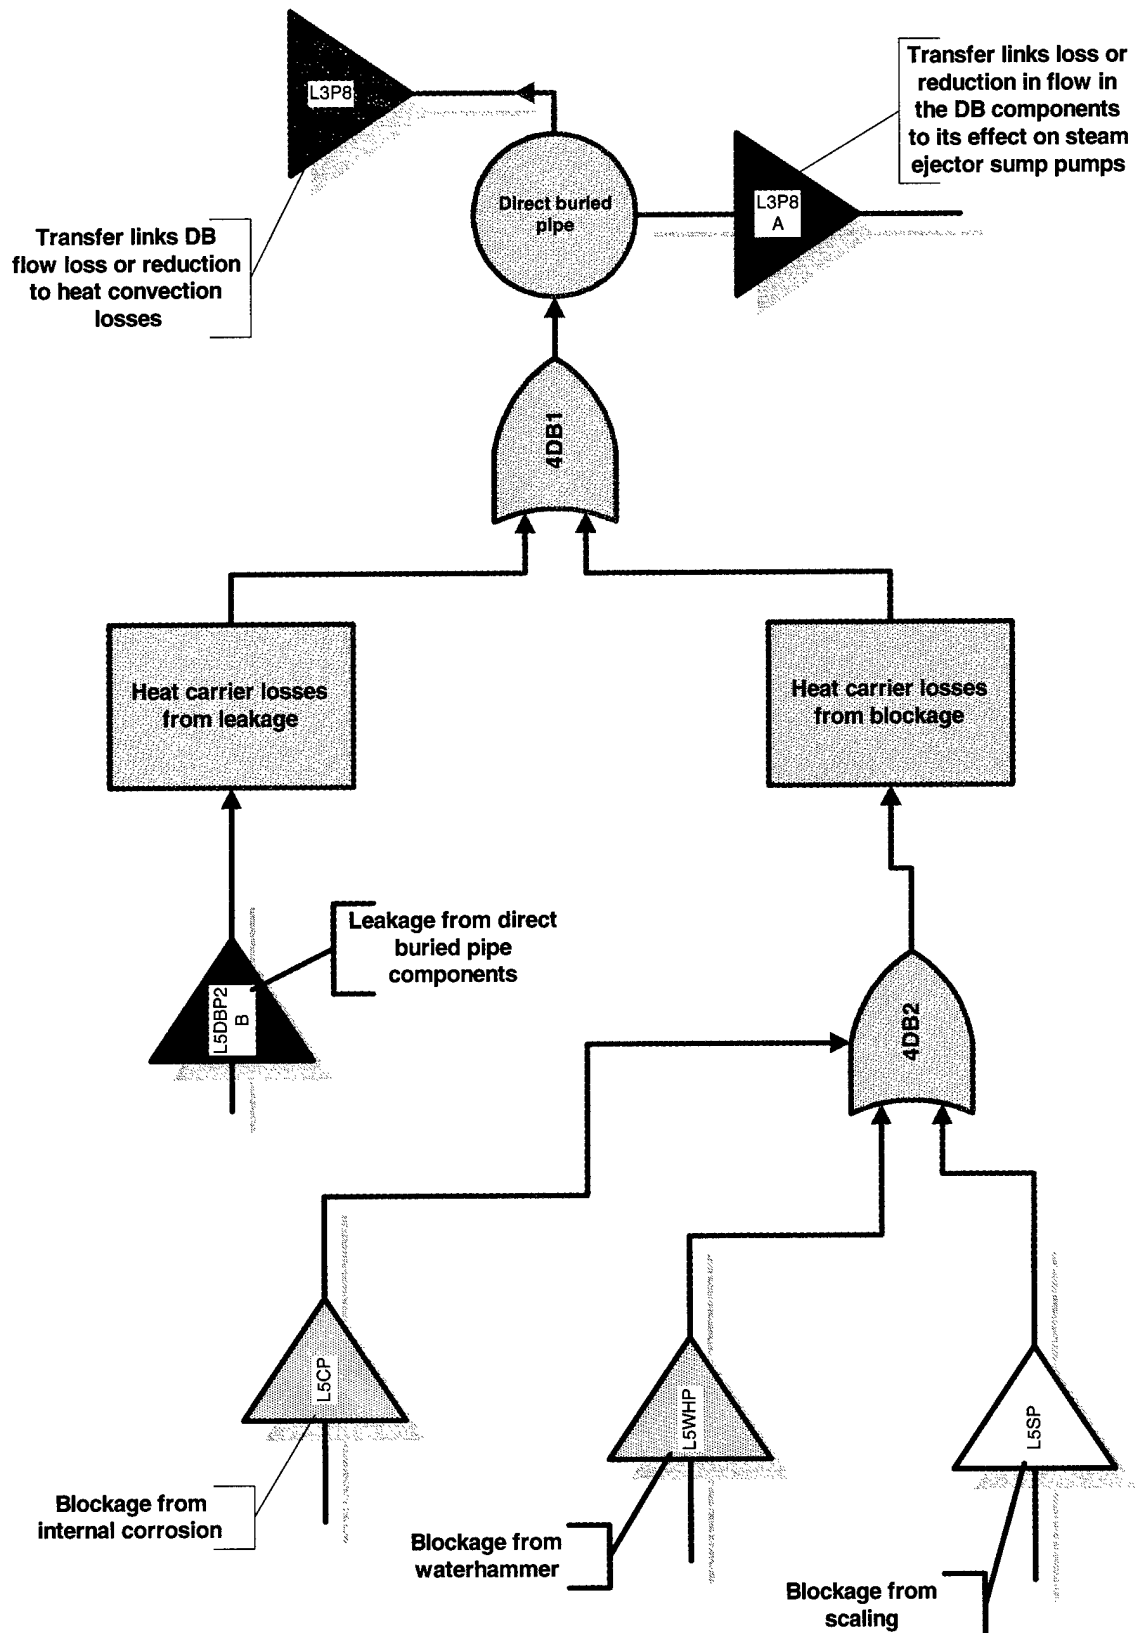 L3P8
Transfer links loss or
reduction in flow in
the DB components
to its effect on steam
ejector sump pumps
Direct buried
pipe
L3P8
A
Transfer links DB
flow loss or reduction
to heat convection
losses
4DB1
Heat carrier losses
from leakage
Heat carrier losses
from blockage
Leakage from direct
buried pipe
components
L5DBP2
B
4DB2
L5CP
L5WHP
L5SP
Blockage from
internal corrosion
Blockage from
waterhammer
Blockage from
scaling